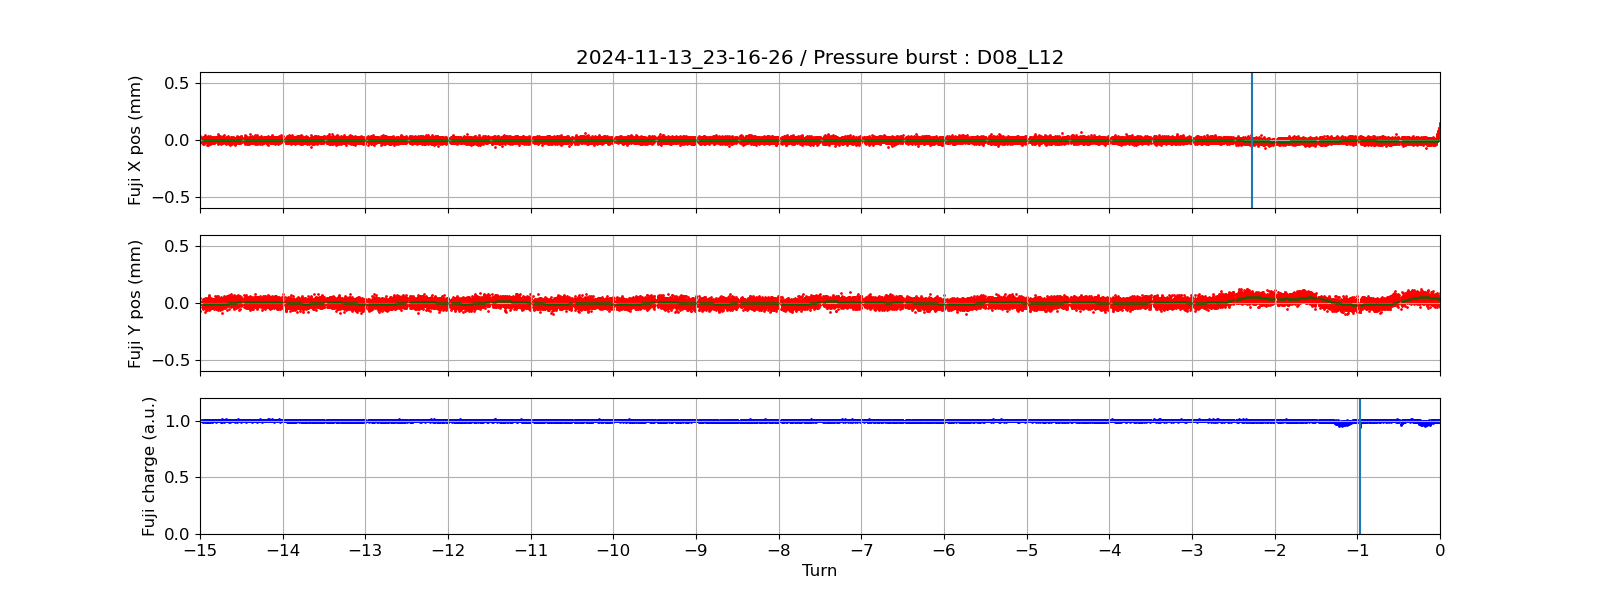 2024-11-13_23-16-26 / Pressure burst : D08_L12
Fuji X pos (mm)
0.5
0.0
−0.5
Fuji Y pos (mm)
0.5
0.0
−0.5
Fuji charge (a.u.)
1.0
0.5
0.0
−15 −14 −13 −12 −11 −10 −9 −8 −7 −6 −5 −4 −3 −2 −1 0
Turn